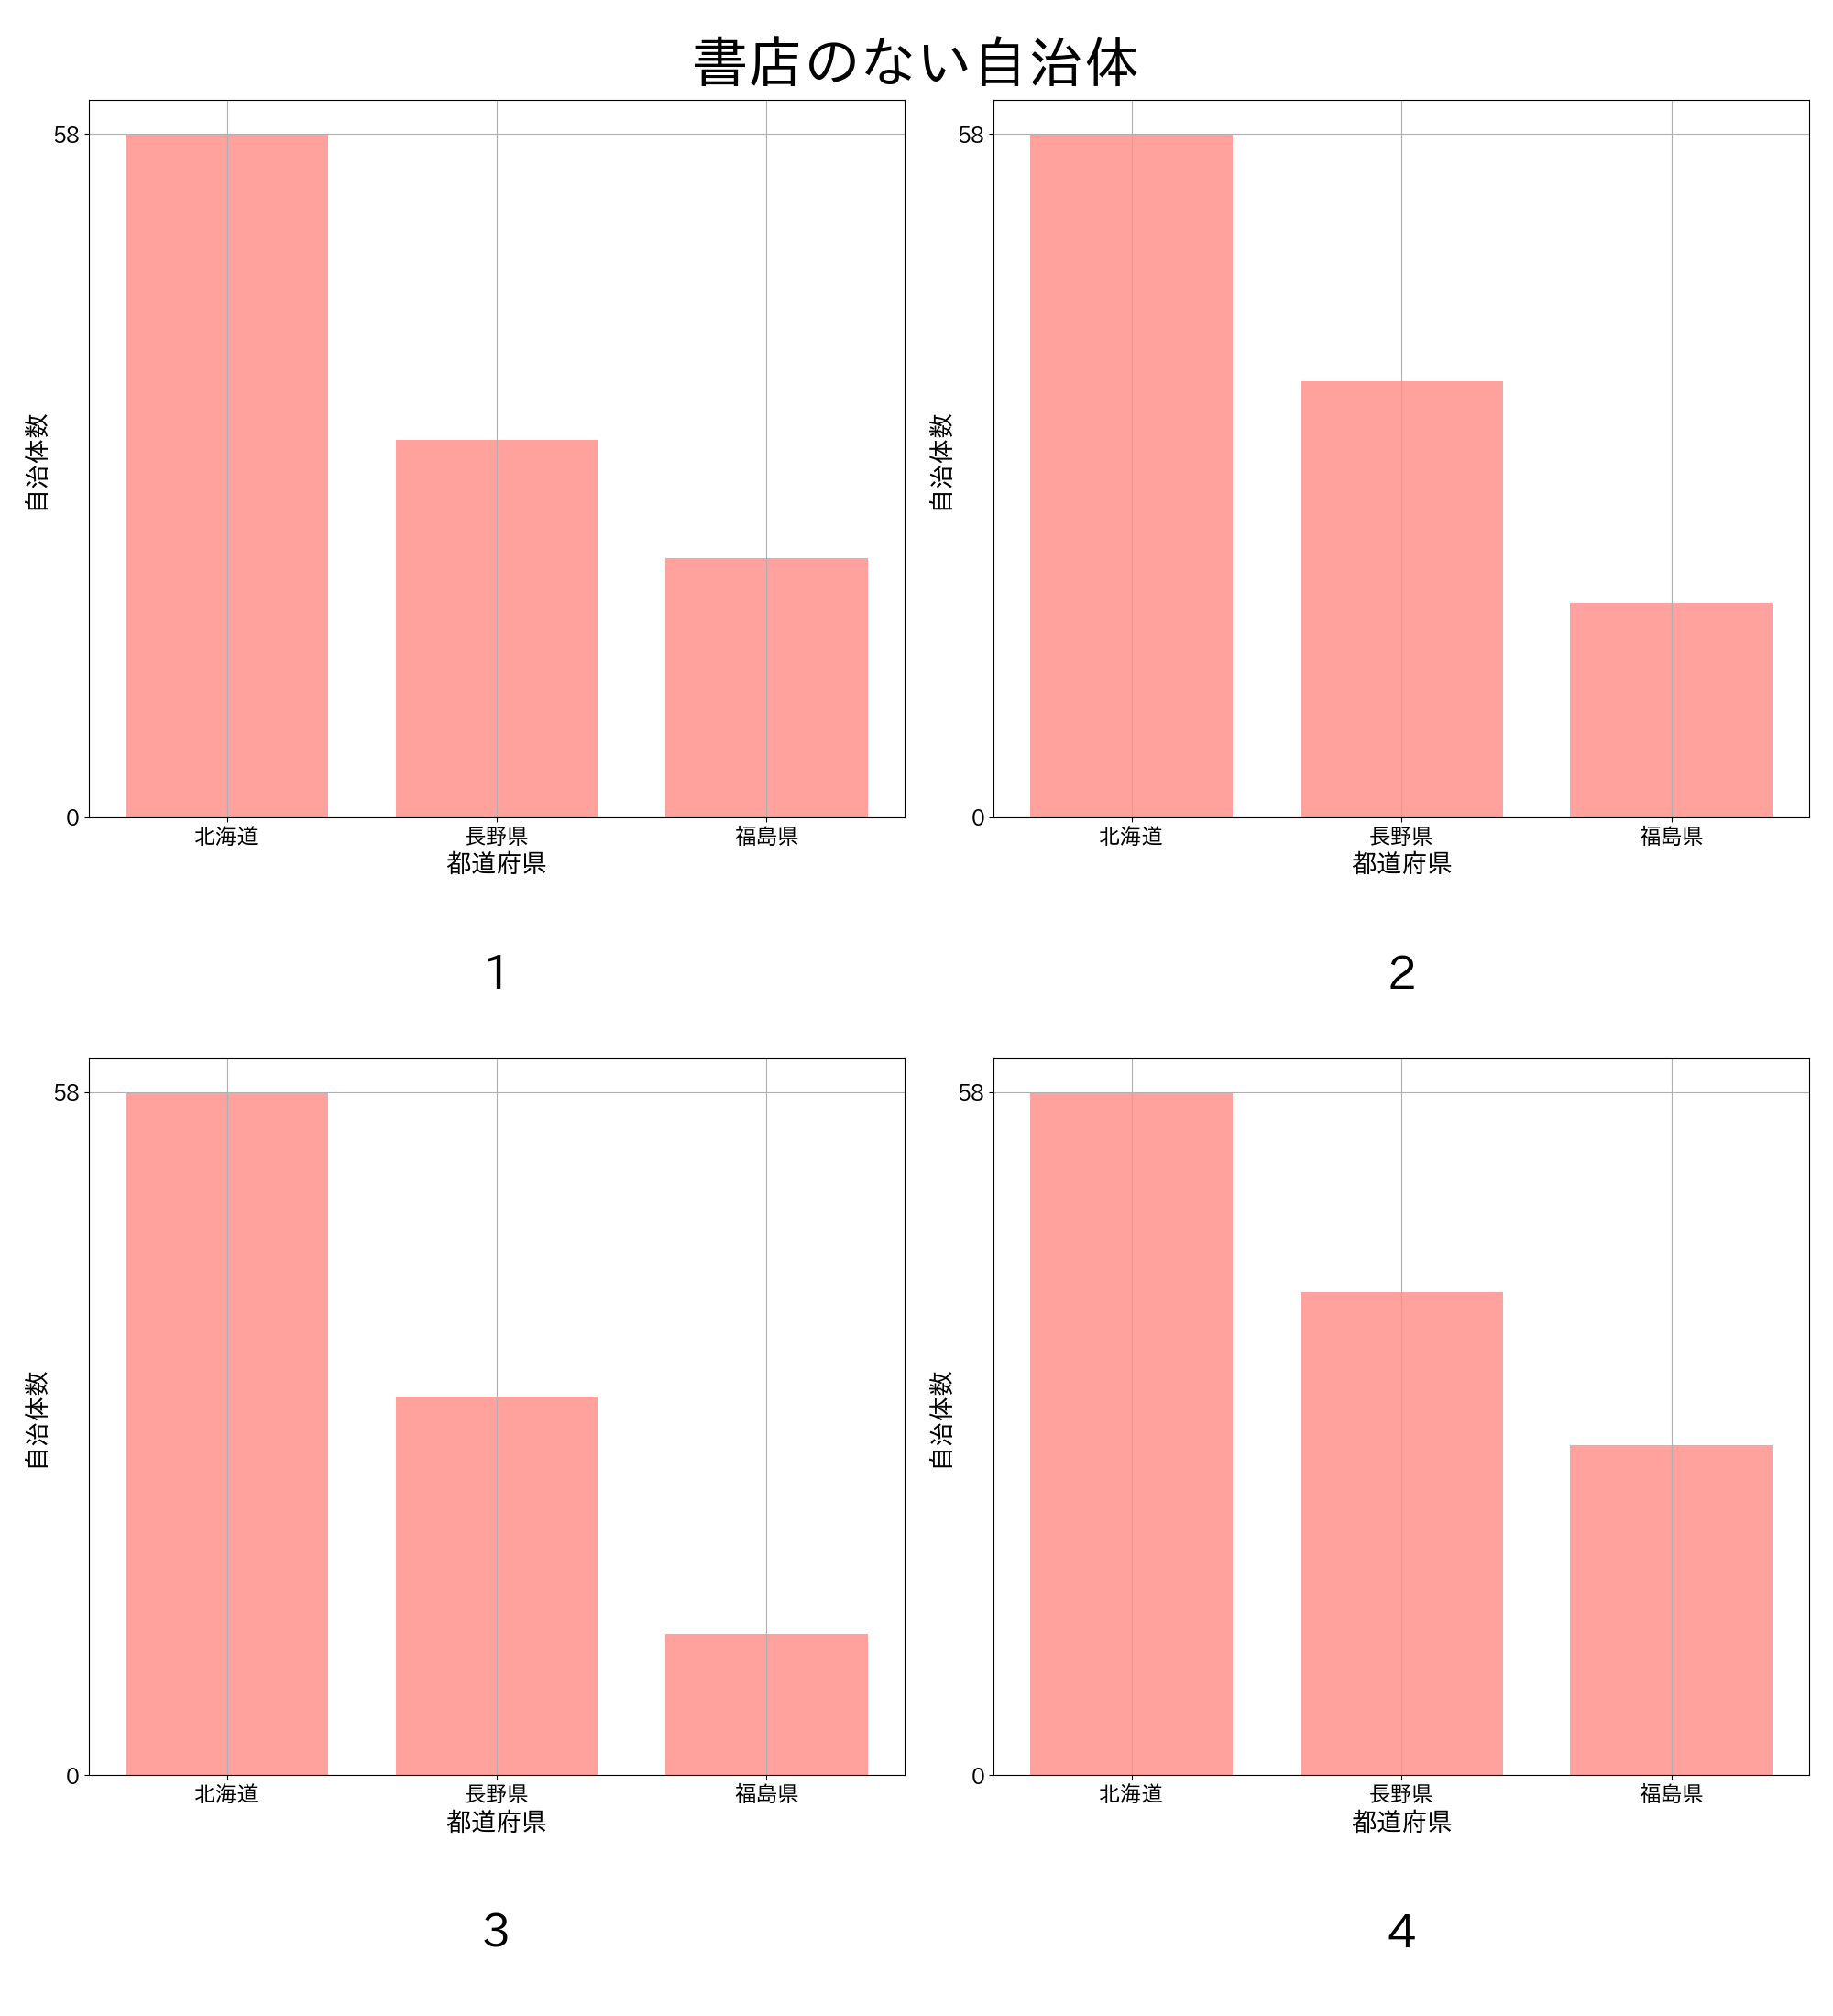 書店のない自治体
58
0
自治体数
北海道 長野県 福島県
都道府県
1
58
0
自治体数
北海道 長野県 福島県
都道府県
2
58
0
自治体数
北海道 長野県 福島県
都道府県
3
58
0
自治体数
北海道 長野県 福島県
都道府県
4